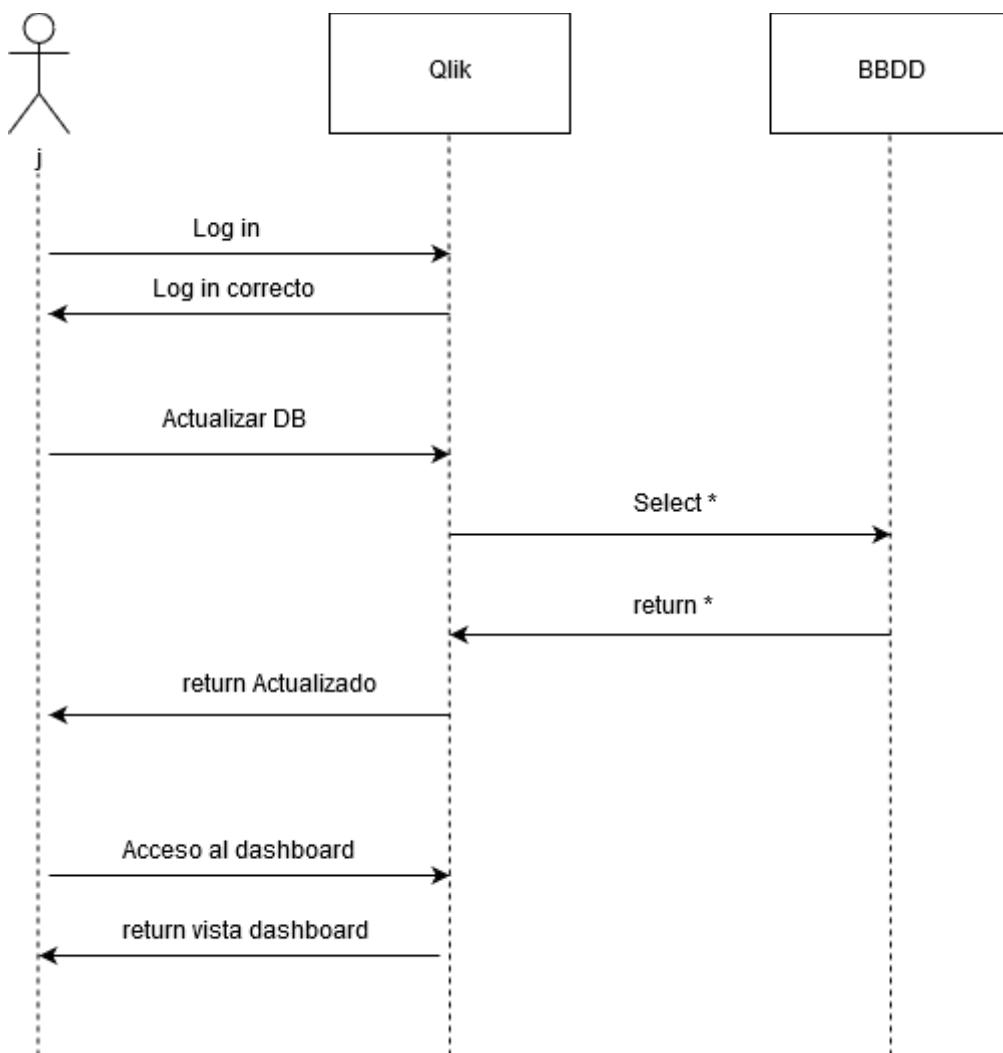 Qlik
BBDD
j
Log in
Log in correcto
Actualizar DB
Select *
return *
return Actualizado
Acceso al dashboard
return vista dashboard